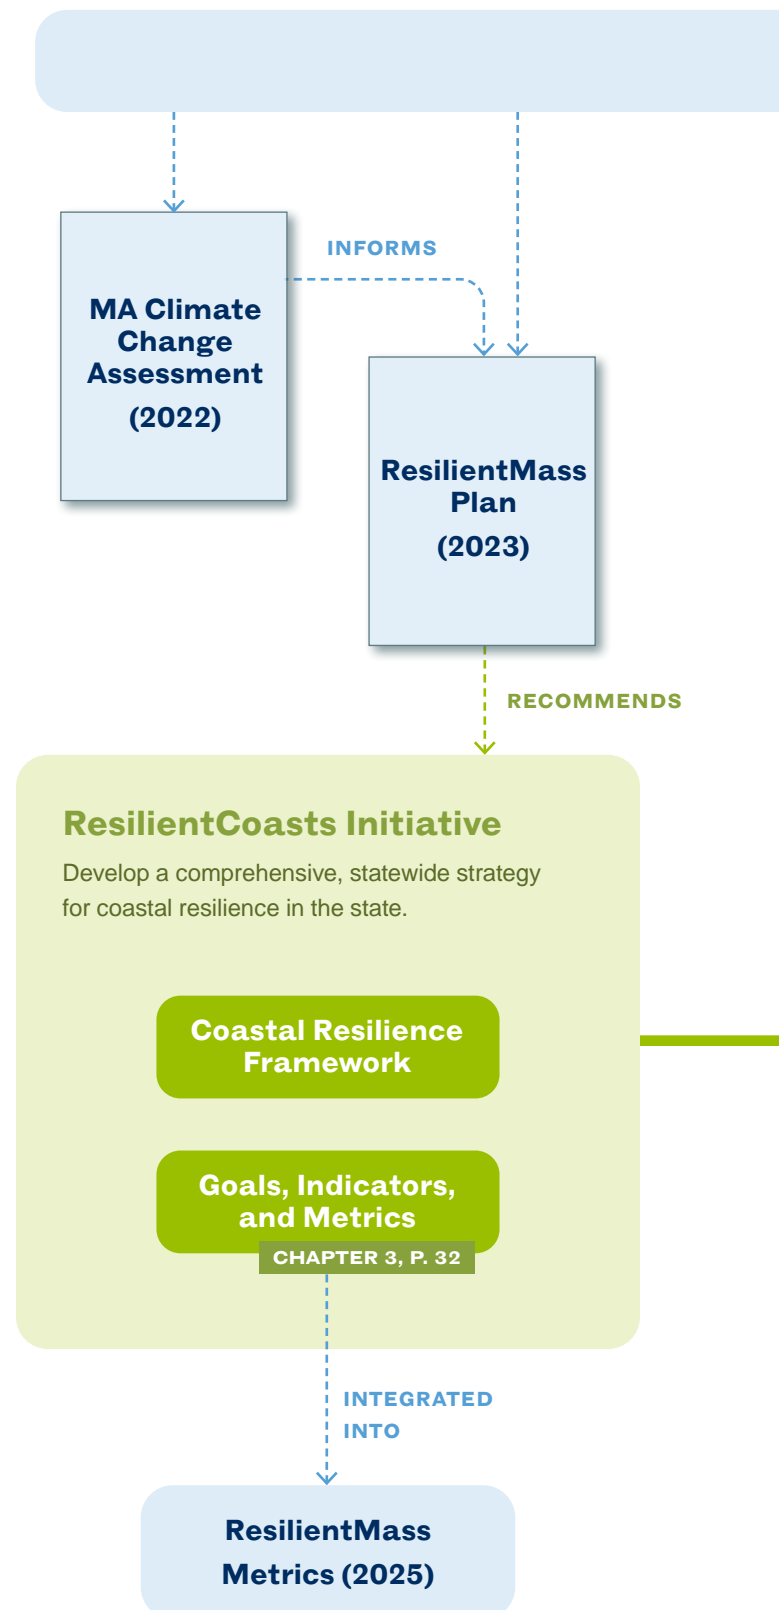 INFORMS
MA Climate
Change
Assessment
(2022)
ResilientMass
Plan
(2023)
RECOMMENDS
ResilientCoasts Initiative
Develop a comprehensive, statewide strategy
for coastal resilience in the state.
Coastal Resilience
Framework
Goals, Indicators,
and Metrics
CHAPTER 3, P. 32
INTEGRATED
INTO
ResilientMass
Metrics (2025)